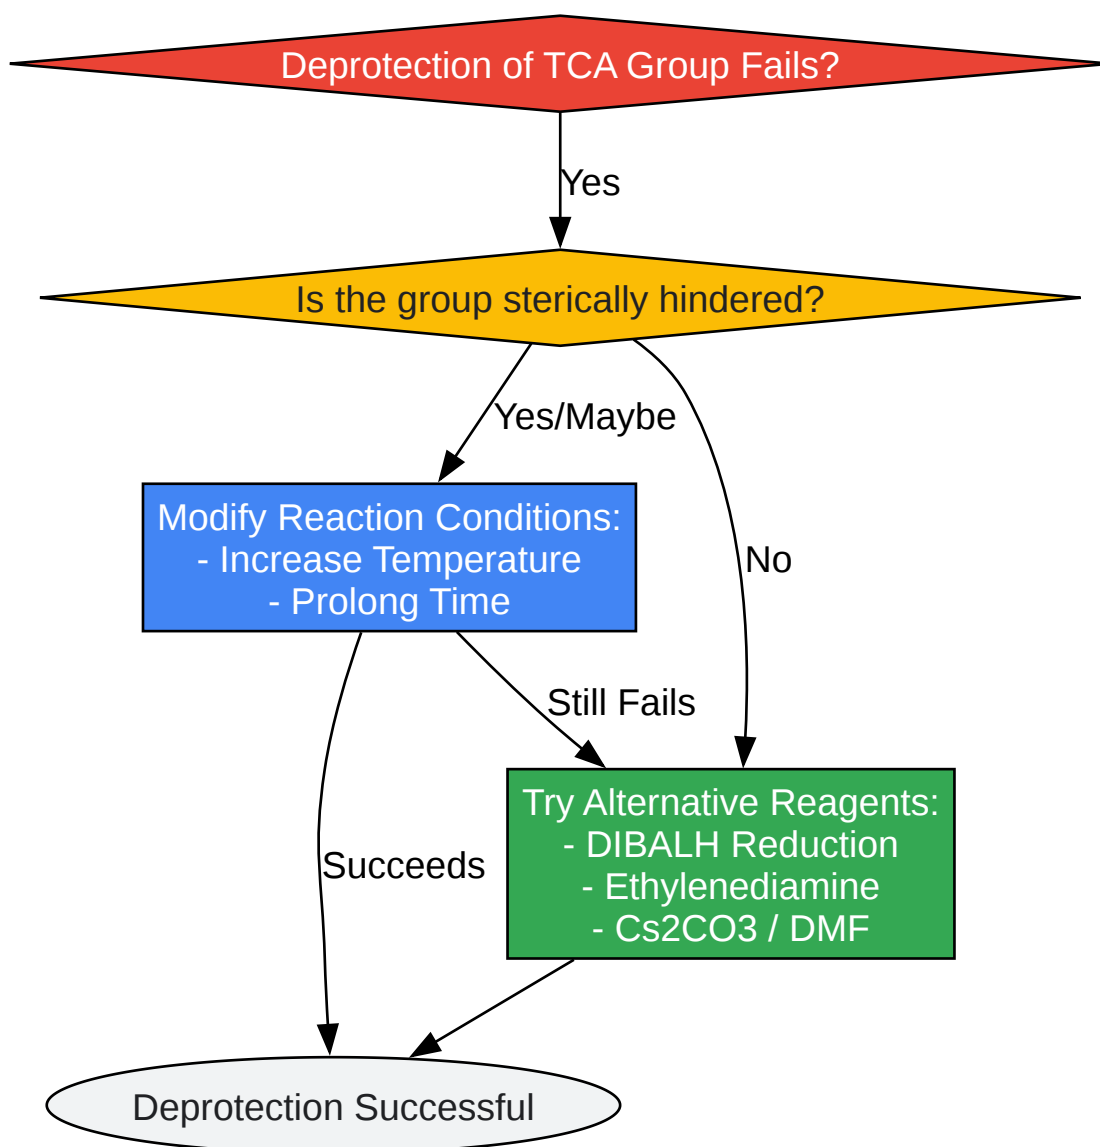 Deprotection of TCA Group Fails?
Yes
Is the group sterically hindered?
Yes/Maybe
Modify Reaction Conditions:
- Increase Temperature
- Prolong Time
No
Still Fails
Try Alternative Reagents:
- DIBALH Reduction
- Ethylenediamine
- Cs2CO3 / DMF
Succeeds
Deprotection Successful